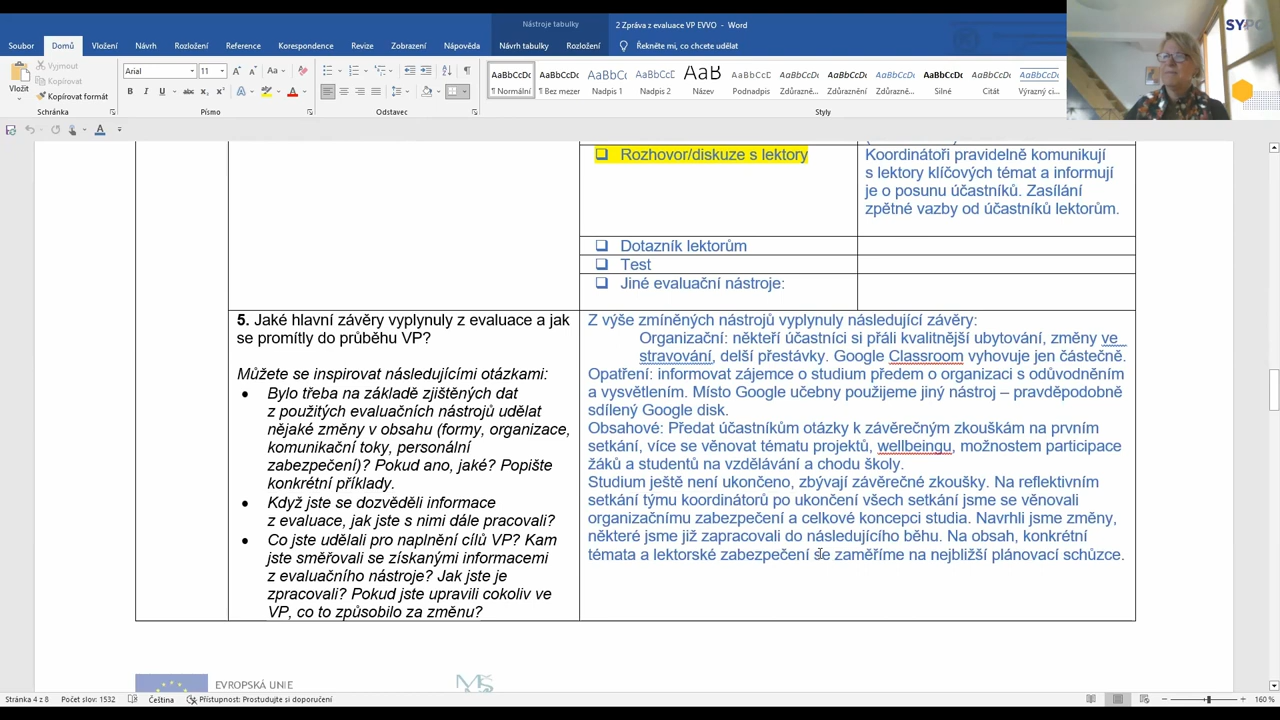 Nástroje tabulky
2 Zpráva z evaluace VP EVVO - Word
SYPO
Soubor Domů Vložení Návrh Rozložení Reference Korespondence Revize Zobrazení Nápověda Návrh tabulky Rozložení Řekněte mi, co chcete udělat
Vložit
Vyjmout
Kopírovat
Kopírovat formát
Schránka
Arial 11
Písmo
Odstavec
AaBbCcDc AaBbCcDc AaBbCc AaBbCcD AaB AaBbCcD AaBbCcDc AaBbCcDc AaBbCcDc AaBbCcDc AaBbCcDc AaBbCcDc
¶ Normální ¶ Bez mezer Nadpis 1 Nadpis 2 Název Podnadpis Zdůrazně... Zdůraznění Zdůrazně... Silné Citát Výrazný ci...
Styly
❑ Rozhovor/diskuze s lektory
Koordinátoři pravidelně komunikují
s lektory klíčových témat a informují
je o posunu účastníků. Zasílání
zpětné vazby od účastníků lektorům.
❑ Dotazník lektorům
❑ Test
❑ Jiné evaluační nástroje:
5. Jaké hlavní závěry vyplynuly z evaluace a jak
se promítly do průběhu VP?
Můžete se inspirovat následujícími otázkami:
• Bylo třeba na základě zjištěných dat
z použitých evaluačních nástrojů udělat
nějaké změny v obsahu (formy, organizace,
komunikační toky, personální
zabezpečení)? Pokud ano, jaké? Popište
konkrétní příklady.
• Když jste se dozvěděli informace
z evaluace, jak jste s nimi dále pracovali?
• Co jste udělali pro naplnění cílů VP? Kam
jste směřovali se získanými informacemi
z evaluačního nástroje? Jak jste je
zpracovali? Pokud jste upravili cokoliv ve
VP, co to způsobilo za změnu?
Z výše zmíněných nástrojů vyplynuly následující závěry:
Organizační: někteří účastníci si přáli kvalitnější ubytování, změny ve
stravování, delší přestávky. Google Classroom vyhovuje jen částečně.
Opatření: informovat zájemce o studium předem o organizaci s odůvodněním
a vysvětlením. Místo Google učebny použijeme jiný nástroj – pravděpodobně
sdílený Google disk.
Obsahové: Předat účastníkům otázky k závěrečným zkouškám na prvním
setkání, více se věnovat tématu projektů, wellbeingu, možnostem participace
žáků a studentů na vzdělávání a chodu školy.
Studium ještě není ukončeno, zbývají závěrečné zkoušky. Na reflektivním
setkání týmu koordinátorů po ukončení všech setkání jsme se věnovali
organizačnímu zabezpečení a celkové koncepci studia. Navrhli jsme změny,
některé jsme již zapracovali do následujícího běhu. Na obsah, konkrétní
témata a lektorské zabezpečení se zaměříme na nejbližší plánovací schůzce.
EVROPSKÁ UNIE
Stránka 4 z 8 Počet slov: 1532 Čeština Přístupnost: Prostudujte si doporučení 160 %